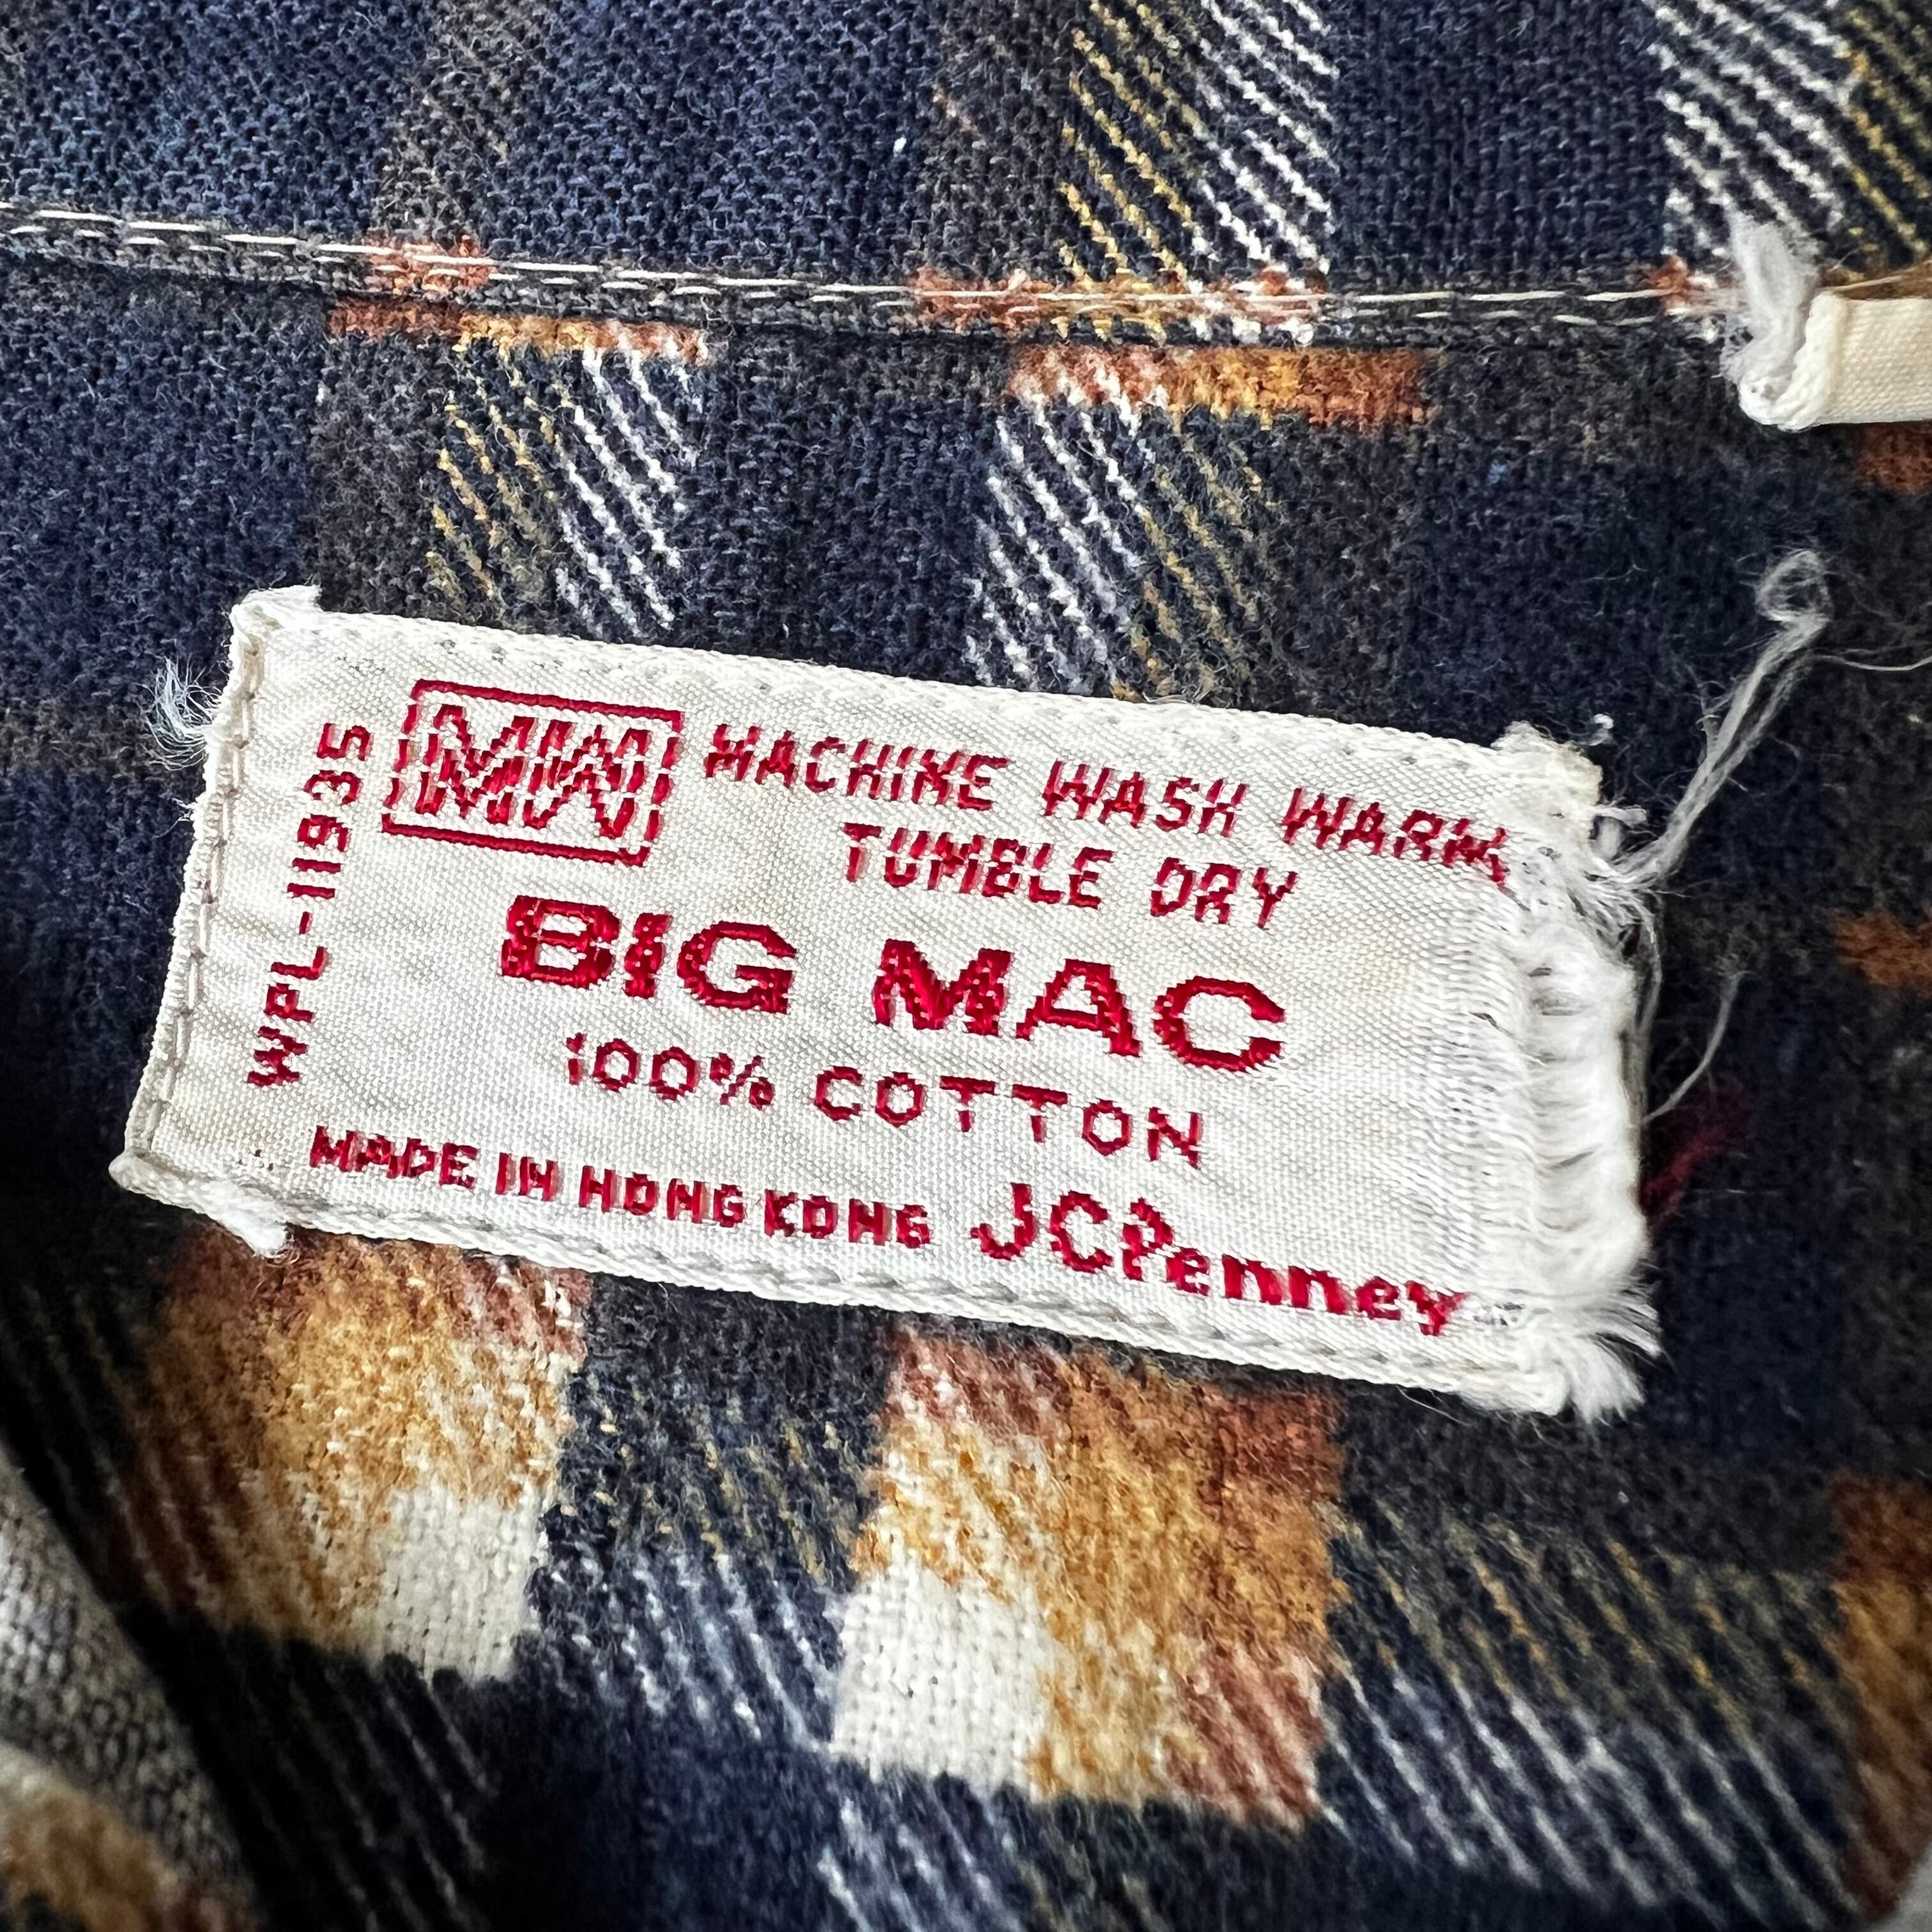 WPL-11935
MW
MACHINE WASH WARM
TUMBLE DRY
BIG MAC
100% COTTON
MADE IN HONG KONG JCPenney